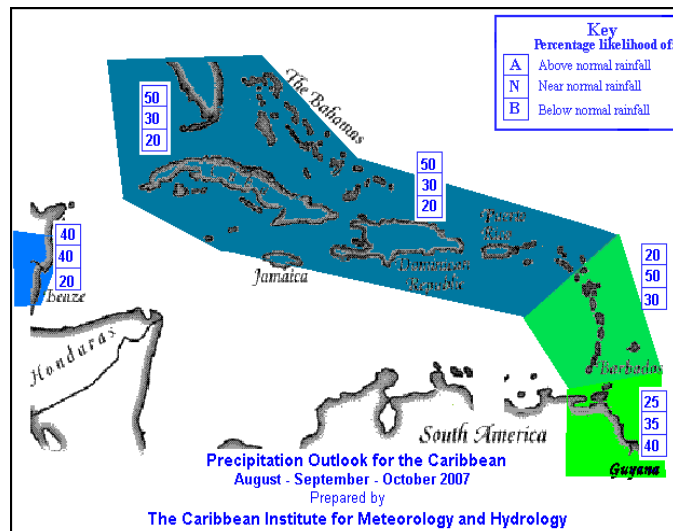 Key
Percentage likelihood of:
A Above normal rainfall
N Near normal rainfall
B Below normal rainfall
The Bahamas
50
30
20
50
30
20
Puerto
Rico
Jamaica
Dominican
Republic
40
40
20
20
50
30
Honduras
Barbados
25
35
40
South America
Guyana
Precipitation Outlook for the Caribbean
August - September - October 2007
Prepared by
The Caribbean Institute for Meteorology and Hydrology